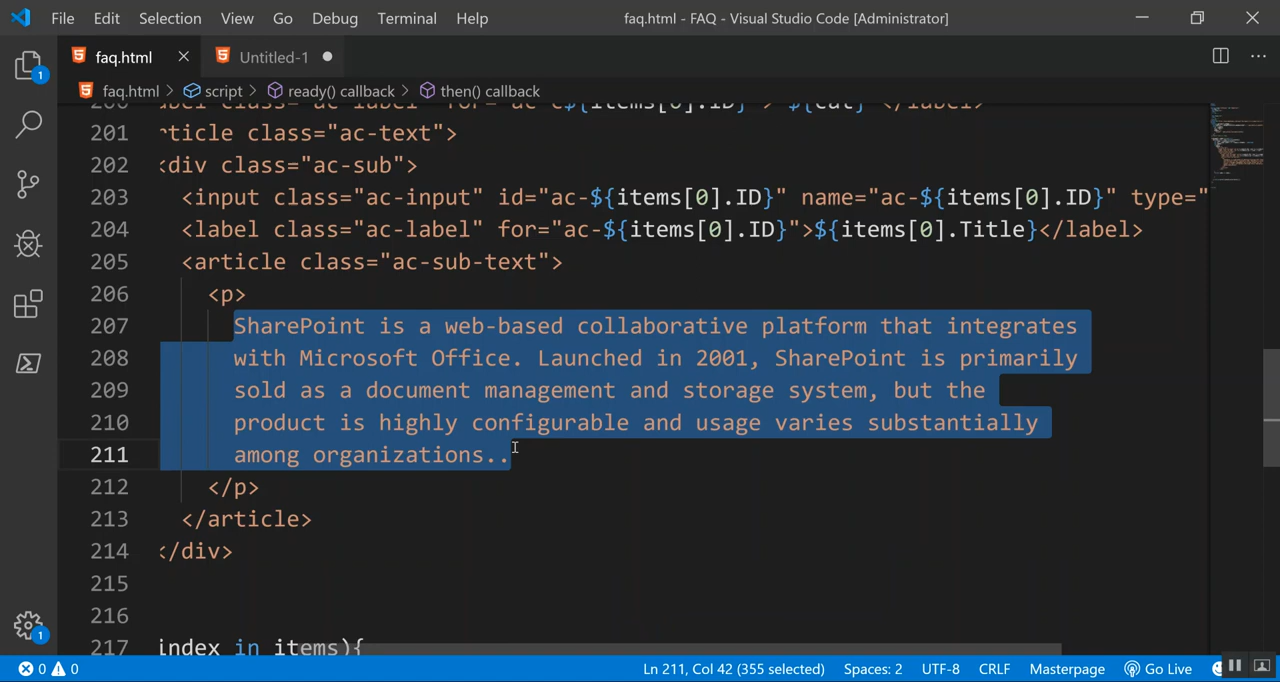 File Edit Selection View Go Debug Terminal Help faq.html - FAQ - Visual Studio Code [Administrator]
faq.html Untitled-1
faq.html > script > ready() callback > then() callback
201 rticle class="ac-text">
202 <div class="ac-sub">
203 <input class="ac-input" id="ac-${items[0].ID}" name="ac-${items[0].ID}" type="
204 <label class="ac-label" for="ac-${items[0].ID}">${items[0].Title}</label>
205 <article class="ac-sub-text">
206 <p>
207 SharePoint is a web-based collaborative platform that integrates
208 with Microsoft Office. Launched in 2001, SharePoint is primarily
209 sold as a document management and storage system, but the
210 product is highly configurable and usage varies substantially
211 among organizations..
212 </p>
213 </article>
214 </div>
215
216
217 index in items){
1
1
0 0 Ln 211, Col 42 (355 selected) Spaces: 2 UTF-8 CRLF Masterpage Go Live